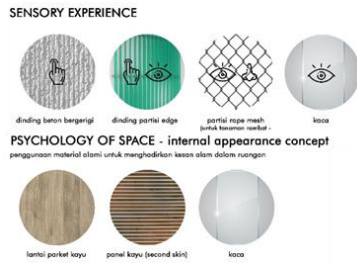 SENSORY EXPERIENCE
dinding beton bergerigi
dinding partisi edge
partisi rope mesh
(untuk tanaman rambat -
kaca
PSYCHOLOGY OF SPACE - internal appearance concept
penggunaan material alami untuk menghadirkan kesan alam dalam ruangan
lantai parket kayu
panel kayu (second skin)
kaca